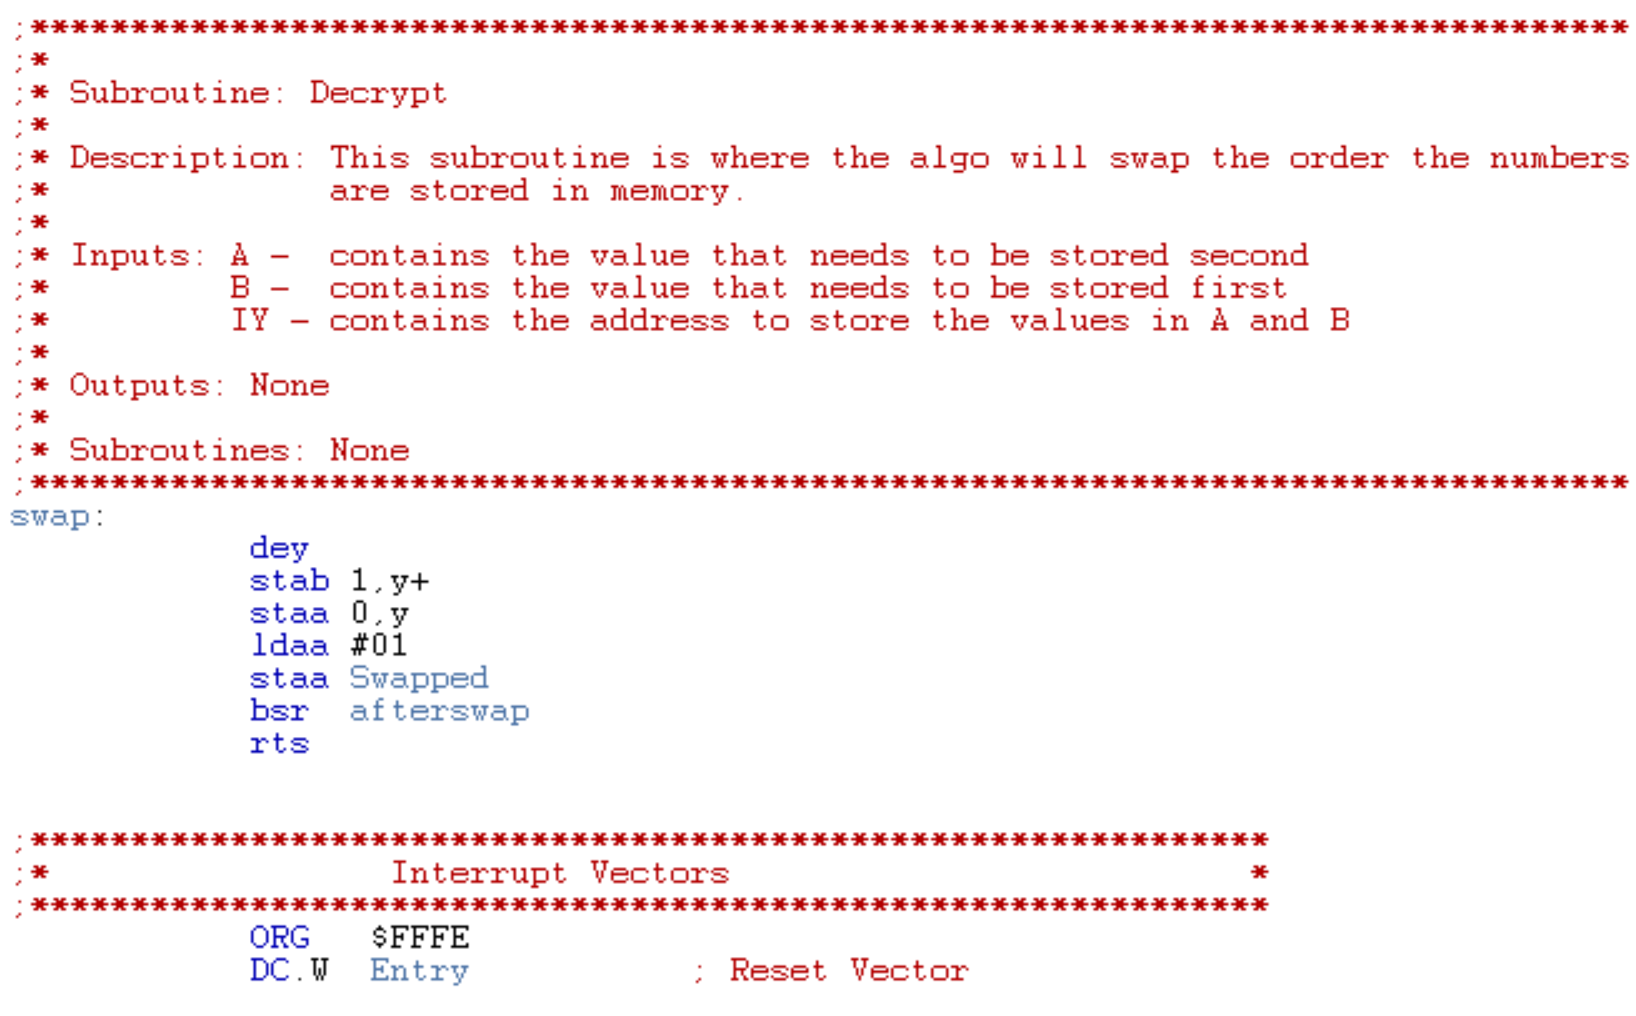 ;********************************************************************************
;*
;* Subroutine: Decrypt
;*
;* Description: This subroutine is where the algo will swap the order the numbers
;*              are stored in memory.
;*
;* Inputs: A -  contains the value that needs to be stored second
;*         B -  contains the value that needs to be stored first
;*         IY - contains the address to store the values in A and B
;*
;* Outputs: None
;*
;* Subroutines: None
;********************************************************************************
swap:
            dey
            stab 1,y+
            staa 0,y
            ldaa #01
            staa Swapped
            bsr  afterswap
            rts
;**************************************************************
;*                 Interrupt Vectors                          *
;**************************************************************
            ORG   $FFFE
            DC.W  Entry           ; Reset Vector